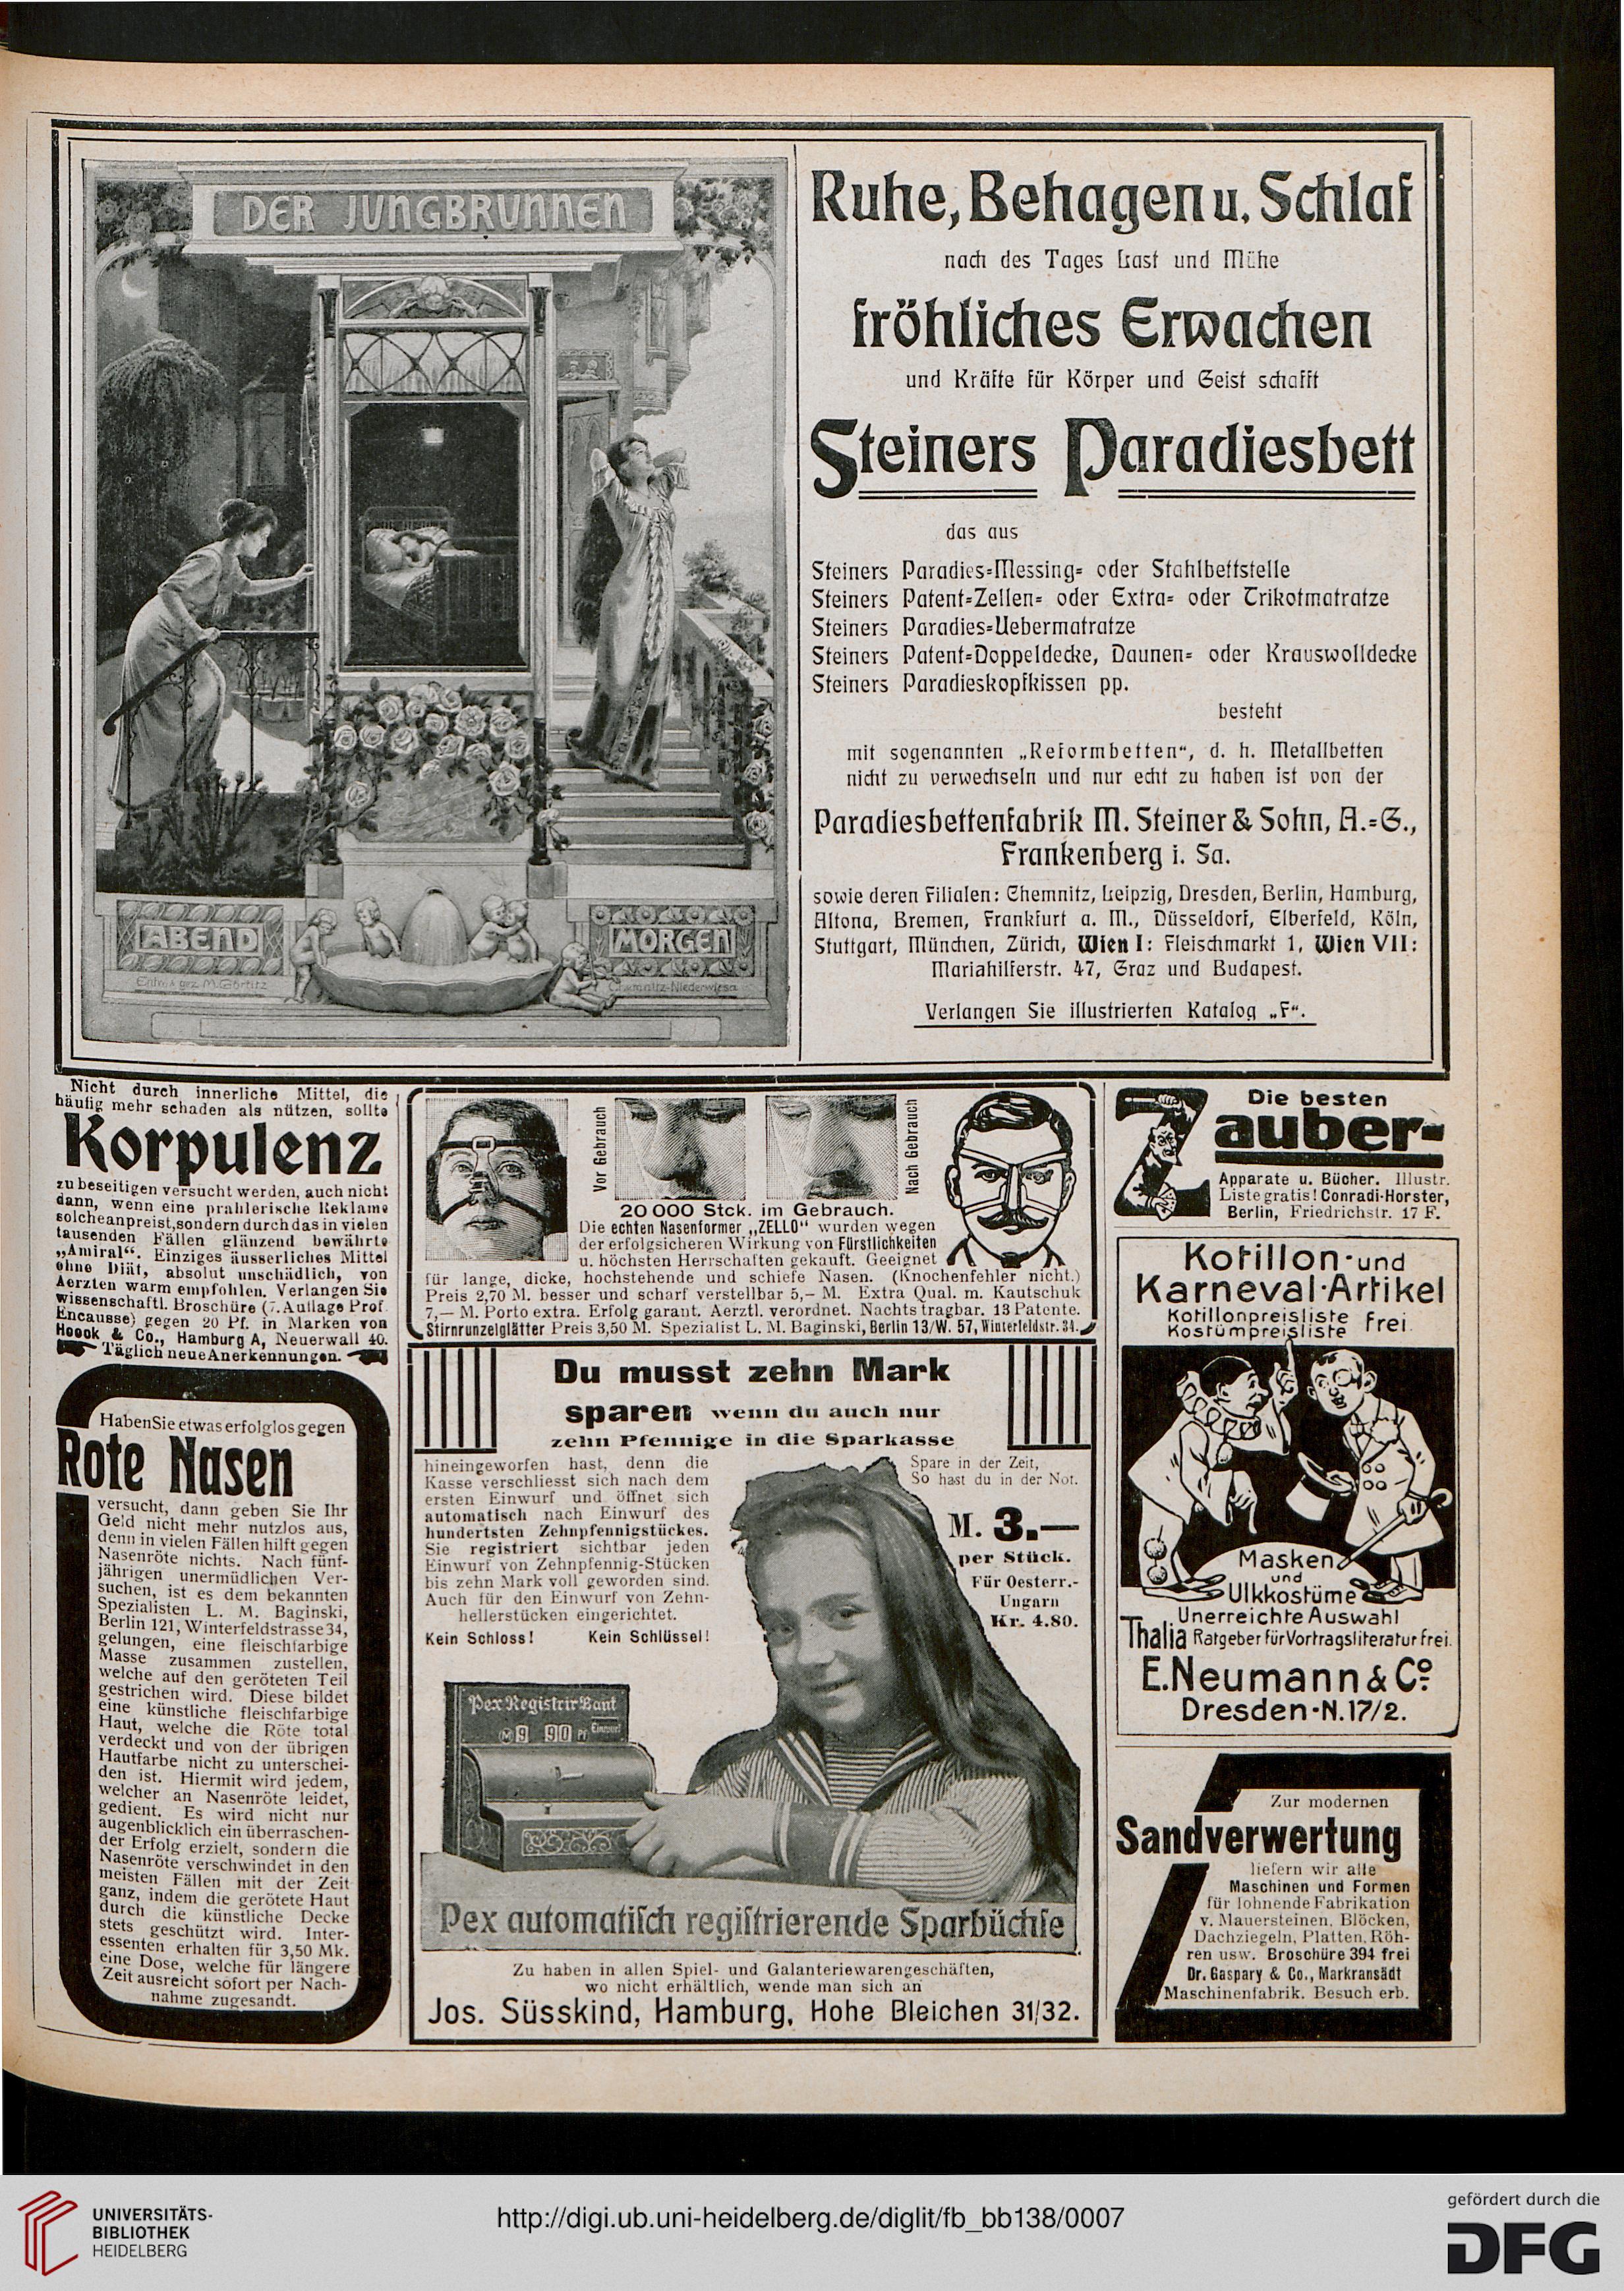 DER JUNGBRUNNEN
ABEND
MORGEN
Ruhe, Behagen u. Schlaf
nach des Tages Last und Mühe
fröhliches Erwachen
und Kräfte für Körper und Geist schafft
Steiners Paradiesbett
das aus
Steiners Paradies-Messing- oder Stahlbettstelle
Steiners Patent-Zellen- oder Extra- oder Trikotmatratze
Steiners Paradies-Uebermatratze
Steiners Patent-Doppeldecke, Daunen- oder Krauswolldecke
Steiners Paradieskopfkissen pp.
besteht
mit sogenannten „Reformbetten“, d. h. Metallbetten
nicht zu verwechseln und nur echt zu haben ist von der
Paradiesbettenfabrik M. Steiner & Sohn, A.-G.,
Frankenberg i. Sa.
sowie deren Filialen: Chemnitz, Leipzig, Dresden, Berlin, Hamburg,
Altona, Bremen, Frankfurt a. M., Düsseldorf, Elberfeld, Köln,
Stuttgart, München, Zürich, Wien I: Fleischmarkt 1, Wien VII:
Mariahilferstr. 47, Graz und Budapest.
Verlangen Sie illustrierten Katalog „F“.
Nicht durch innerliche Mittel, die
häufig mehr schaden als nützen, sollte
Korpulenz
zu beseitigen versucht werden, auch nicht
dann, wenn eine prahlerische Reklame
solche anpreist, sondern durch das in vielen
tausenden Fällen glänzend bewährte
„Amiral“. Einziges äusserliches Mittel
ohne Diät, absolut unschädlich, von
Aerzten warm empfohlen. Verlangen Sie
wissenschaftl. Broschüre (7. Auflage Prof.
Encausse) gegen 20 Pf. in Marken von
Hoock & Co., Hamburg A, Neuerwall 40.
Täglich neue Anerkennungen.
Haben Sie etwas erfolglos gegen
Rote Nasen
versucht, dann geben Sie Ihr
Geld nicht mehr nutzlos aus,
denn in vielen Fällen hilft gegen
Nasenröte nichts. Nach fünf-
jährigen unermüdlichen Ver-
suchen, ist es dem bekannten
Spezialisten L. M. Baginski,
Berlin 121, Winterfeldstrasse 34,
gelungen, eine fleischfarbige
Masse zusammen zustellen,
welche auf den geröteten Teil
gestrichen wird. Diese bildet
eine künstliche fleischfarbige
Haut, welche die Röte total
verdeckt und von der übrigen
Hautfarbe nicht zu unterschei-
den ist. Hiermit wird jedem,
welcher an Nasenröte leidet,
gedient. Es wird nicht nur
augenblicklich ein überraschen-
der Erfolg erzielt, sondern die
Nasenröte verschwindet in den
meisten Fällen mit der Zeit
ganz, indem die gerötete Haut
durch die künstliche Decke
stets geschützt wird. Inter-
essenten erhalten für 3,50 Mk.
eine Dose, welche für längere
Zeit ausreicht sofort per Nach-
nahme zugesandt.
Vor Gebrauch
Nach Gebrauch
20 000 Stck. im Gebrauch.
Die echten Nasenformer „ZELLO“ wurden wegen
der erfolgsicheren Wirkung von Fürstlichkeiten
u. höchsten Herrschaften gekauft. Geeignet
für lange, dicke, hochstehende und schiefe Nasen. (Knochenfehler nicht.)
Preis 2,70 M. besser und scharf verstellbar 5,- M. Extra Qual. m. Kautschuk
7,— M. Porto extra. Erfolg garant. Aerztl. verordnet. Nachts tragbar. 13 Patente.
Stirnrunzelglätter Preis 3,50 M. Spezialist L. M. Baginski, Berlin 13/W. 57, Winterfeldstr. 34.
Du musst zehn Mark
sparen wenn du auch nur
zehn Pfennige in die Sparkasse
hineingeworfen hast, denn die
Kasse verschliesst sich nach dem
ersten Einwurf und öffnet sich
automatisch nach Einwurf des
hundertsten Zehnpfennigstückes.
Sie registriert sichtbar jeden
Einwurf von Zehnpfennig-Stücken
bis zehn Mark voll geworden sind.
Auch für den Einwurf von Zehn-
hellerstücken eingerichtet.
Kein Schloss! Kein Schlüssel!
Spare in der Zeit,
So hast du in der Not.
M. 3.—
per Stück.
Für Oesterr.-
Ungarn
Kr. 4.80.
Pex Registrir Bank
M 9 90 Pf Einwurf
Pex automatisch registrierende Sparbüchse
Zu haben in allen Spiel- und Galanteriewarengeschäften,
wo nicht erhältlich, wende man sich an
Jos. Süsskind, Hamburg, Hohe Bleichen 31/32.
Die besten
Zauber-
Apparate u. Bücher. Illustr.
Liste gratis! Conradi-Horster,
Berlin, Friedrichstr. 17 F.
Kotillon- und
Karneval-Artikel
Kotillonpreisliste
Kostümpreisliste frei
Masken
und
Ulkkostüme
Unerreichte Auswahl
Thalia Ratgeber für Vortragsliteratur frei.
E. Neumann & Co
Dresden-N. 17/2.
Zur modernen
Sandverwertung
liefern wir alle
Maschinen und Formen
für lohnende Fabrikation
v. Mauersteinen, Blöcken,
Dachziegeln, Platten, Röh-
ren usw. Broschüre 394 frei
Dr. Gaspary & Co., Markransädt
Maschinenfabrik. Besuch erb.
UNIVERSITÄTS-
BIBLIOTHEK
HEIDELBERG
http://digi.ub.uni-heidelberg.de/diglit/fb_bb138/0007
gefördert durch die
DFG